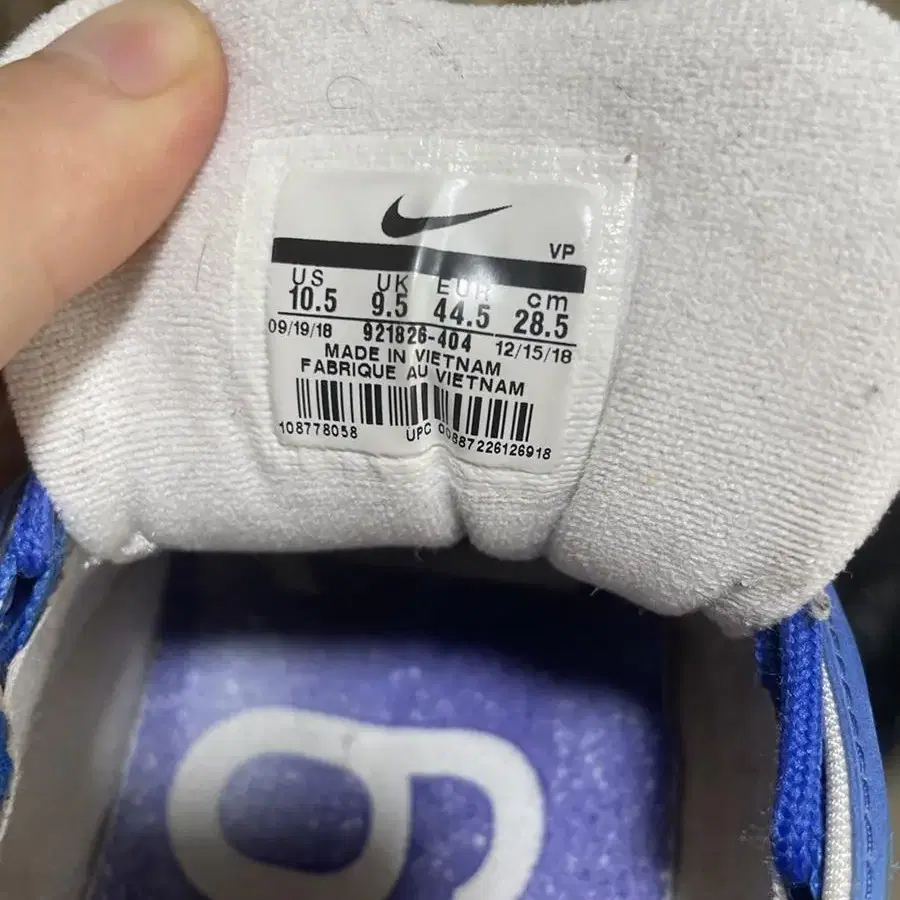 VP
US UK EUR cm
10.5 9.5 44.5 28.5
09/19/18 921826-404 12/15/18
MADE IN VIETNAM
FABRIQUE AU VIETNAM
108778058 UPC 00887226126918